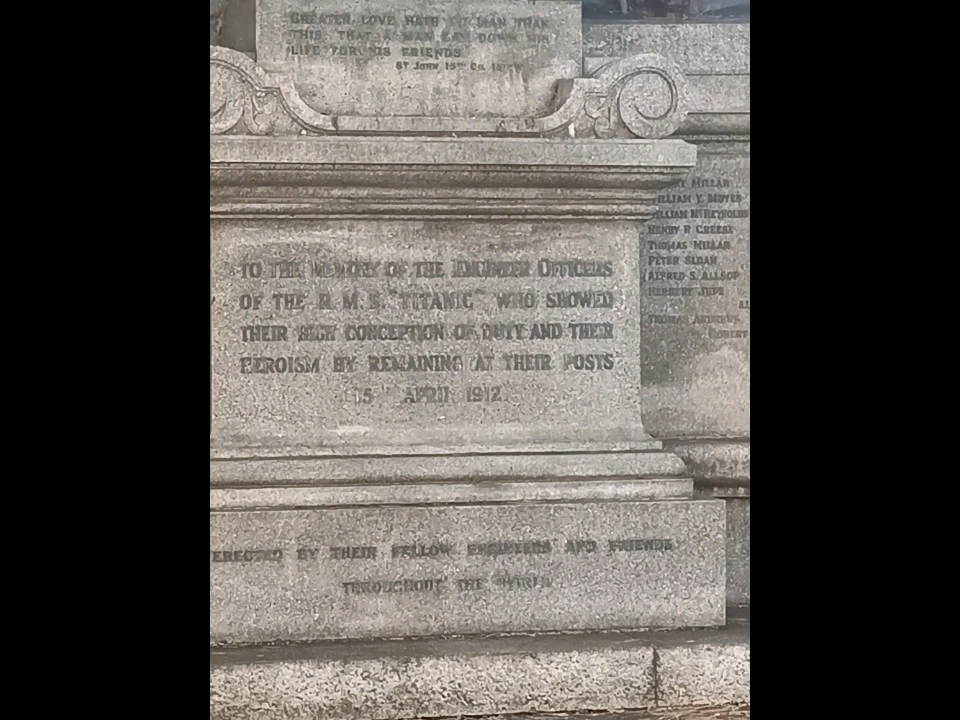 GREATER LOVE HATH NO MAN THAN
THIS THAT A MAN LAY DOWN HIS
LIFE FOR HIS FRIENDS
ST JOHN 15TH CH.
TO THE MEMORY OF THE ENGINEER OFFICERS
OF THE R.M.S. "TITANIC" WHO SHOWED
THEIR HIGH CONCEPTION OF DUTY AND THEIR
HEROISM BY REMAINING AT THEIR POSTS
15 APRIL 1912.
ERECTED BY THEIR FELLOW ENGINEERS AND FRIENDS
THROUGHOUT THE WORLD
MILLAR
WILLIAM Y. MOYES
WILLIAM McREYNOLDS
HENRY P. CREESE
THOMAS MILLAR
PETER SLOAN
ALFRED S. ALLSOP
HERBERT JUPE
THOMAS ANDREWS
ROBERT